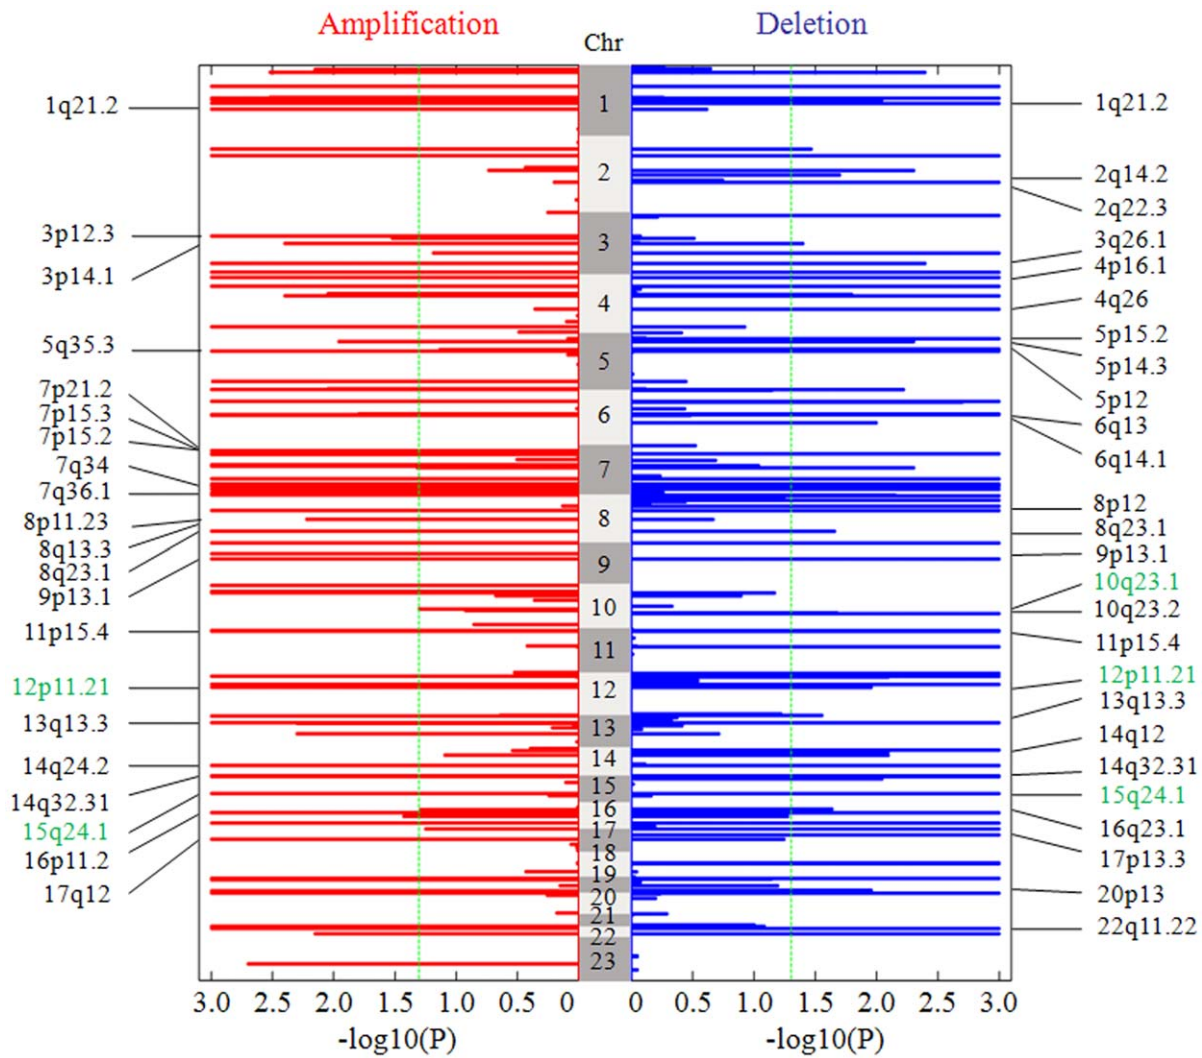 Amplification
Chr
Deletion
1q21.2
3p12.3
3p14.1
5q35.3
7p21.2
7p15.3
7p15.2
7q34
7q36.1
8p11.23
8q13.3
8q23.1
9p13.1
11p15.4
12p11.21
13q13.3
14q24.2
14q32.31
15q24.1
16p11.2
17q12
1
2
3
4
5
6
7
8
9
10
11
12
13
14
15
16
17
18
19
20
21
22
23
1q21.2
2q14.2
2q22.3
3q26.1
4p16.1
4q26
5p15.2
5p14.3
5p12
6q13
6q14.1
8p12
8q23.1
9p13.1
10q23.1
10q23.2
11p15.4
12p11.21
13q13.3
14q12
14q32.31
15q24.1
16q23.1
17p13.3
20p13
22q11.22
3.0 2.5 2.0 1.5 1.0 0.5 0
0 0.5 1.0 1.5 2.0 2.5 3.0
-log10(P)
-log10(P)